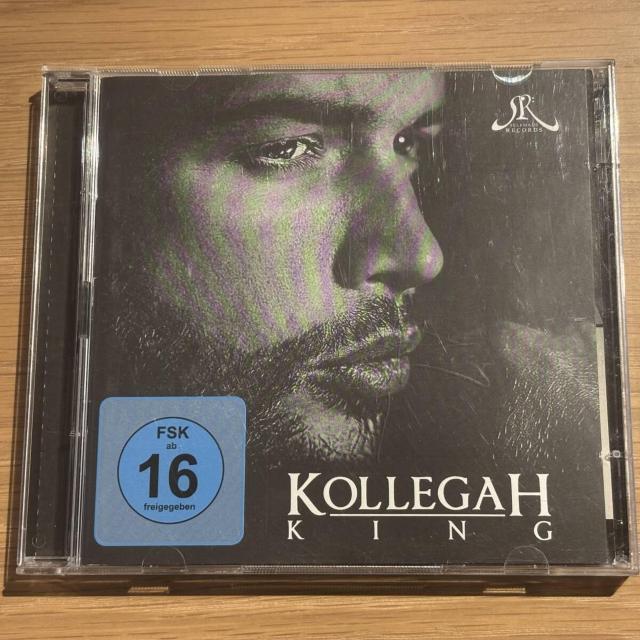 SR
SELFMADE
RECORDS
FSK
ab
16
freigegeben
KOLLEGAH
KING